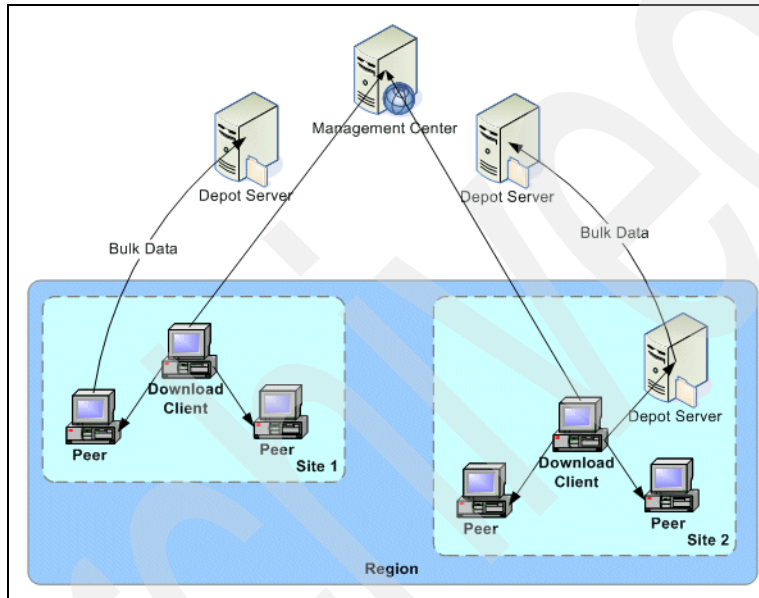 Management Center
Depot Server
Depot Server
Bulk Data
Bulk Data
Download
Client
Peer
Peer
Site 1
Depot Server
Download
Client
Peer
Peer
Site 2
Region